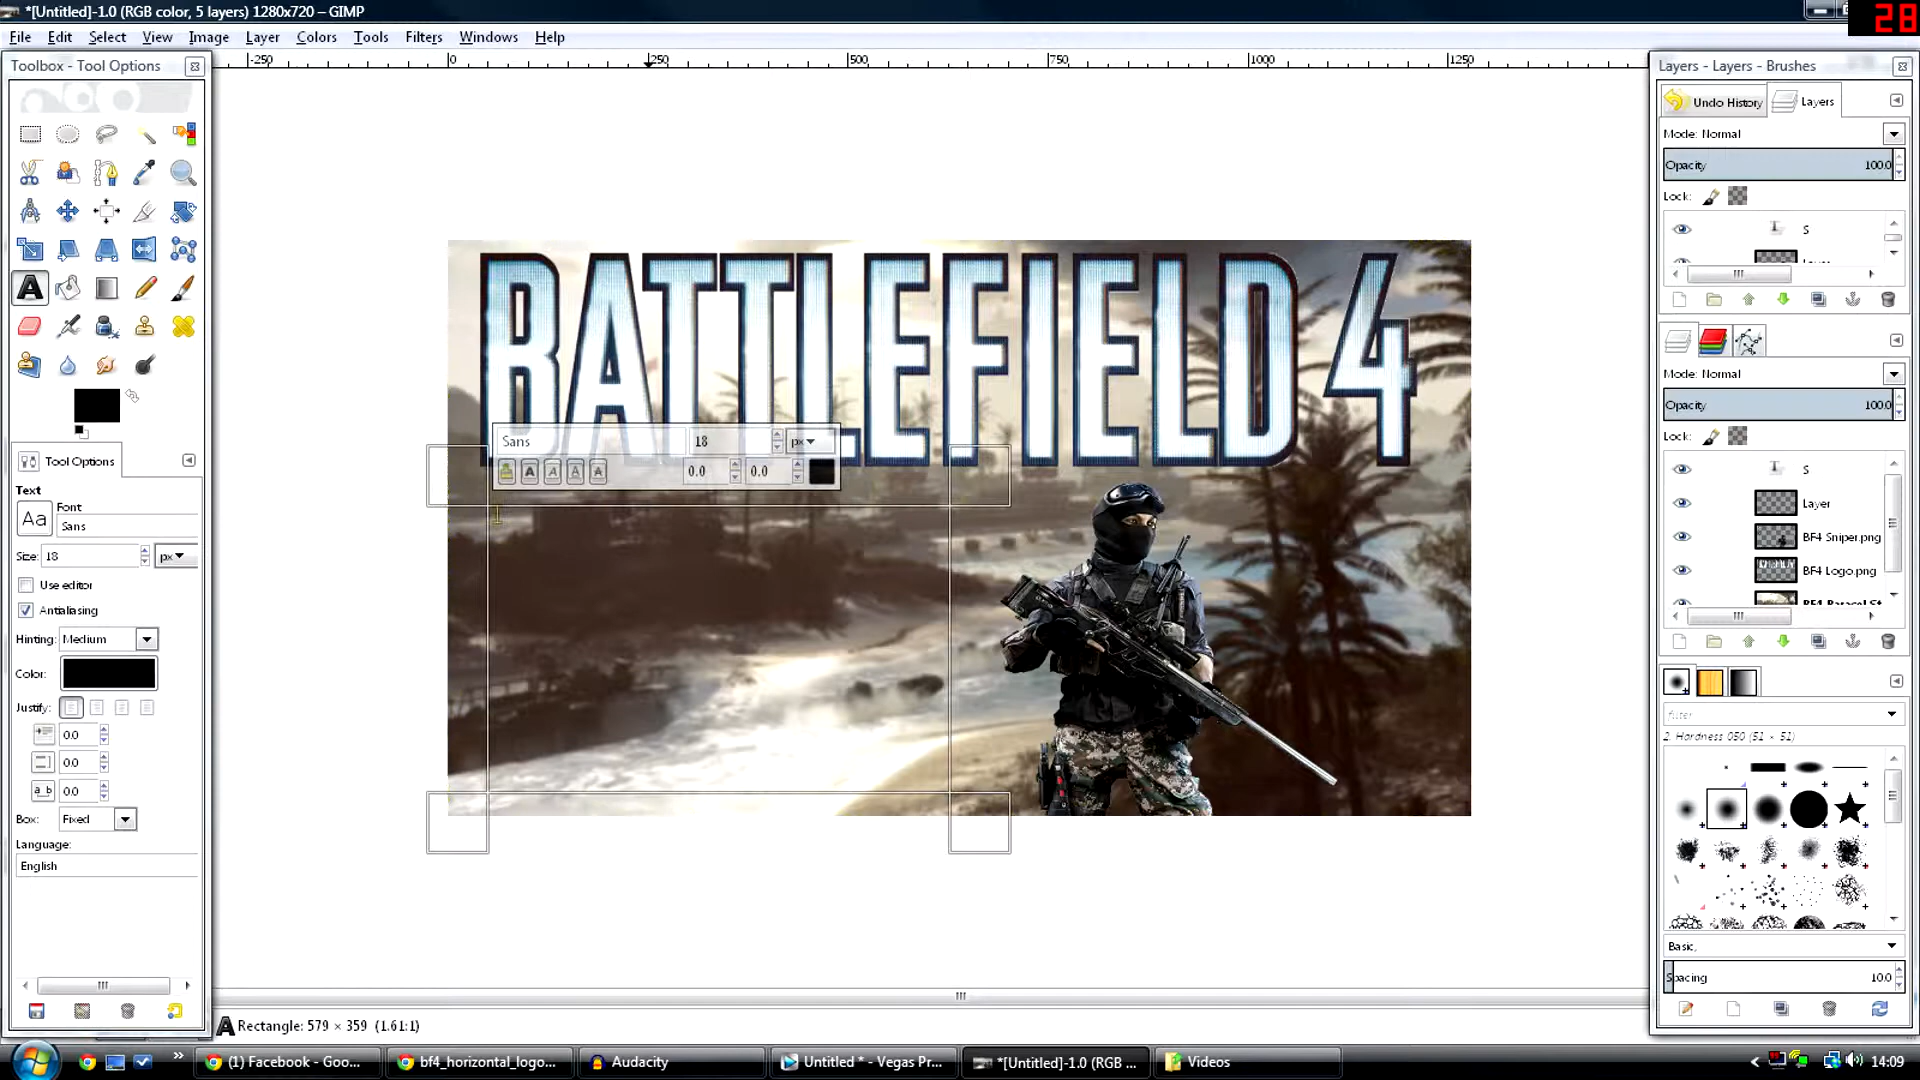 *[Untitled]-1.0 (RGB color, 5 layers) 1280x720 – GIMP
28
File Edit Select View Image Layer Colors Tools Filters Windows Help
Toolbox - Tool Options
-250 0 250 500 750 1000 1250
Layers - Layers - Brushes
Undo History Layers
Mode: Normal
Opacity 100.0
Lock:
S
BATTLEFIELD 4
Mode: Normal
Opacity 100.0
Lock:
S
Layer
BF4 Sniper.png
BF4 Logo.png
Sans 18 px
0.0 0.0
Tool Options
Text
Font
Aa Sans
Size: 18 px
Use editor
Antialiasing
Hinting: Medium
Color:
Justify:
0.0
0.0
a_b 0.0
Box: Fixed
Language:
English
filter
2. Hardness 050 (51 × 51)
Basic,
Spacing 10.0
A Rectangle: 579 × 359 (1.61:1)
(1) Facebook - Goo...
bf4_horizontal_logo...
Audacity
Untitled * - Vegas Pr...
*[Untitled]-1.0 (RGB ...
Videos
14:09